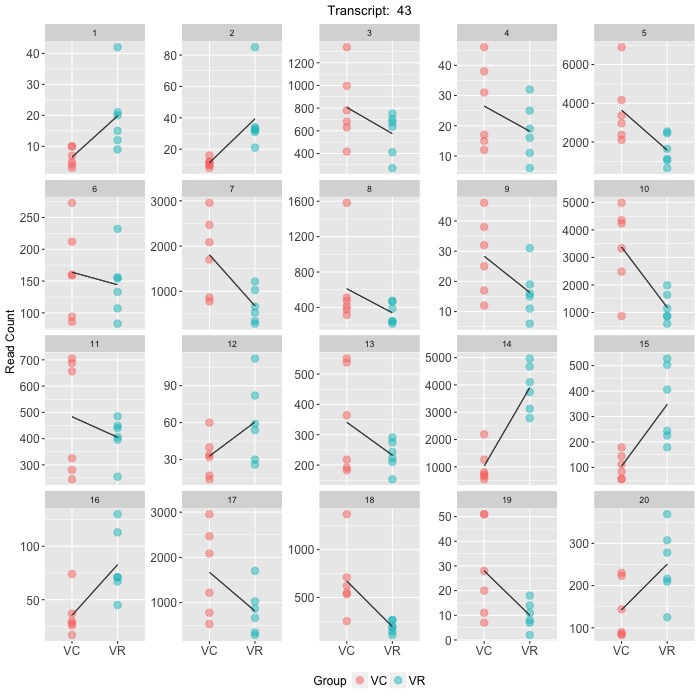 Transcript: 43
1 2 3 4 5
40 80 1200 40 6000
30 60 1000 30 4000
20 40 800 20 2000
10 20 600 10
400
6 7 8 9 10
250 3000 1600 40 5000
200 2000 1200 30 4000
150 1000 800 20 3000
100 400 10 2000
1000
Read Count
11 12 13 14 15
700 90 500 5000 500
600 60 400 4000 400
500 30 300 3000 300
400 200 2000 200
300 1000 100
16 17 18 19 20
100 3000 1000 50 300
50 2000 500 40 200
1000 30 100
20
10
0
VC VR VC VR VC VR VC VR VC VR
Group VC VR